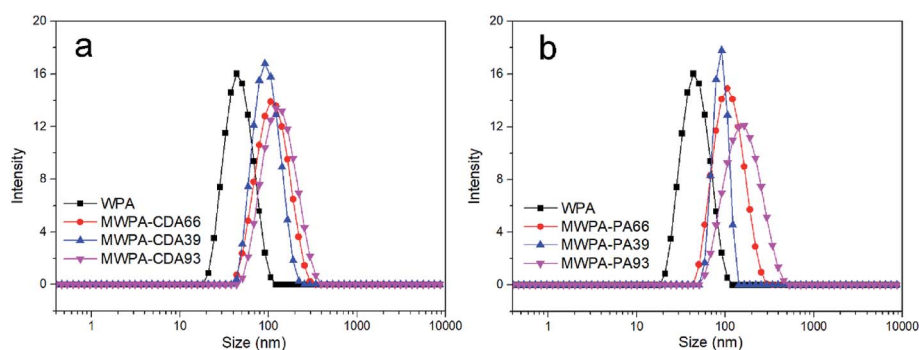 a
20
16
12
8
4
0
Intensity
WPA
MWPA-CDA66
MWPA-CDA39
MWPA-CDA93
1 10 100 1000 10000
Size (nm)
b
20
16
12
8
4
0
Intensity
WPA
MWPA-PA66
MWPA-PA39
MWPA-PA93
1 10 100 1000 10000
Size (nm)